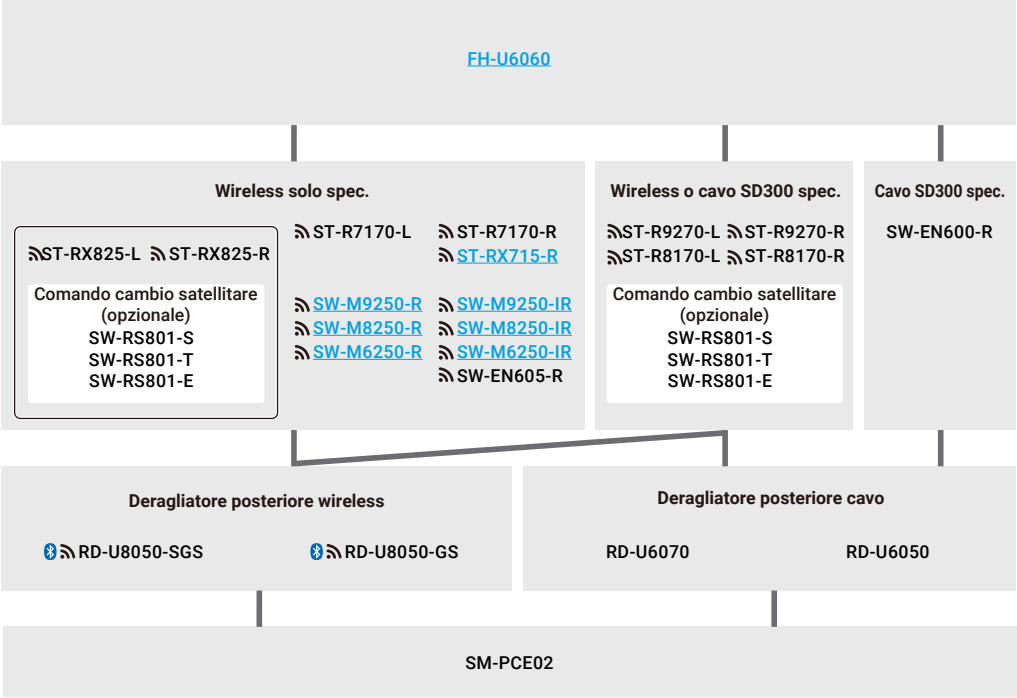 FH-U6060
Wireless solo spec.
ST-RX825-L ST-RX825-R
Comando cambio satellitare
(opzionale)
SW-RS801-S
SW-RS801-T
SW-RS801-E
ST-R7170-L ST-R7170-R
ST-RX715-R
SW-M9250-R SW-M9250-IR
SW-M8250-R SW-M8250-IR
SW-M6250-R SW-M6250-IR
SW-EN605-R
Wireless o cavo SD300 spec.
ST-R9270-L ST-R9270-R
ST-R8170-L ST-R8170-R
Comando cambio satellitare
(opzionale)
SW-RS801-S
SW-RS801-T
SW-RS801-E
Cavo SD300 spec.
SW-EN600-R
Deragliatore posteriore wireless
RD-U8050-SGS RD-U8050-GS
Deragliatore posteriore cavo
RD-U6070 RD-U6050
SM-PCE02